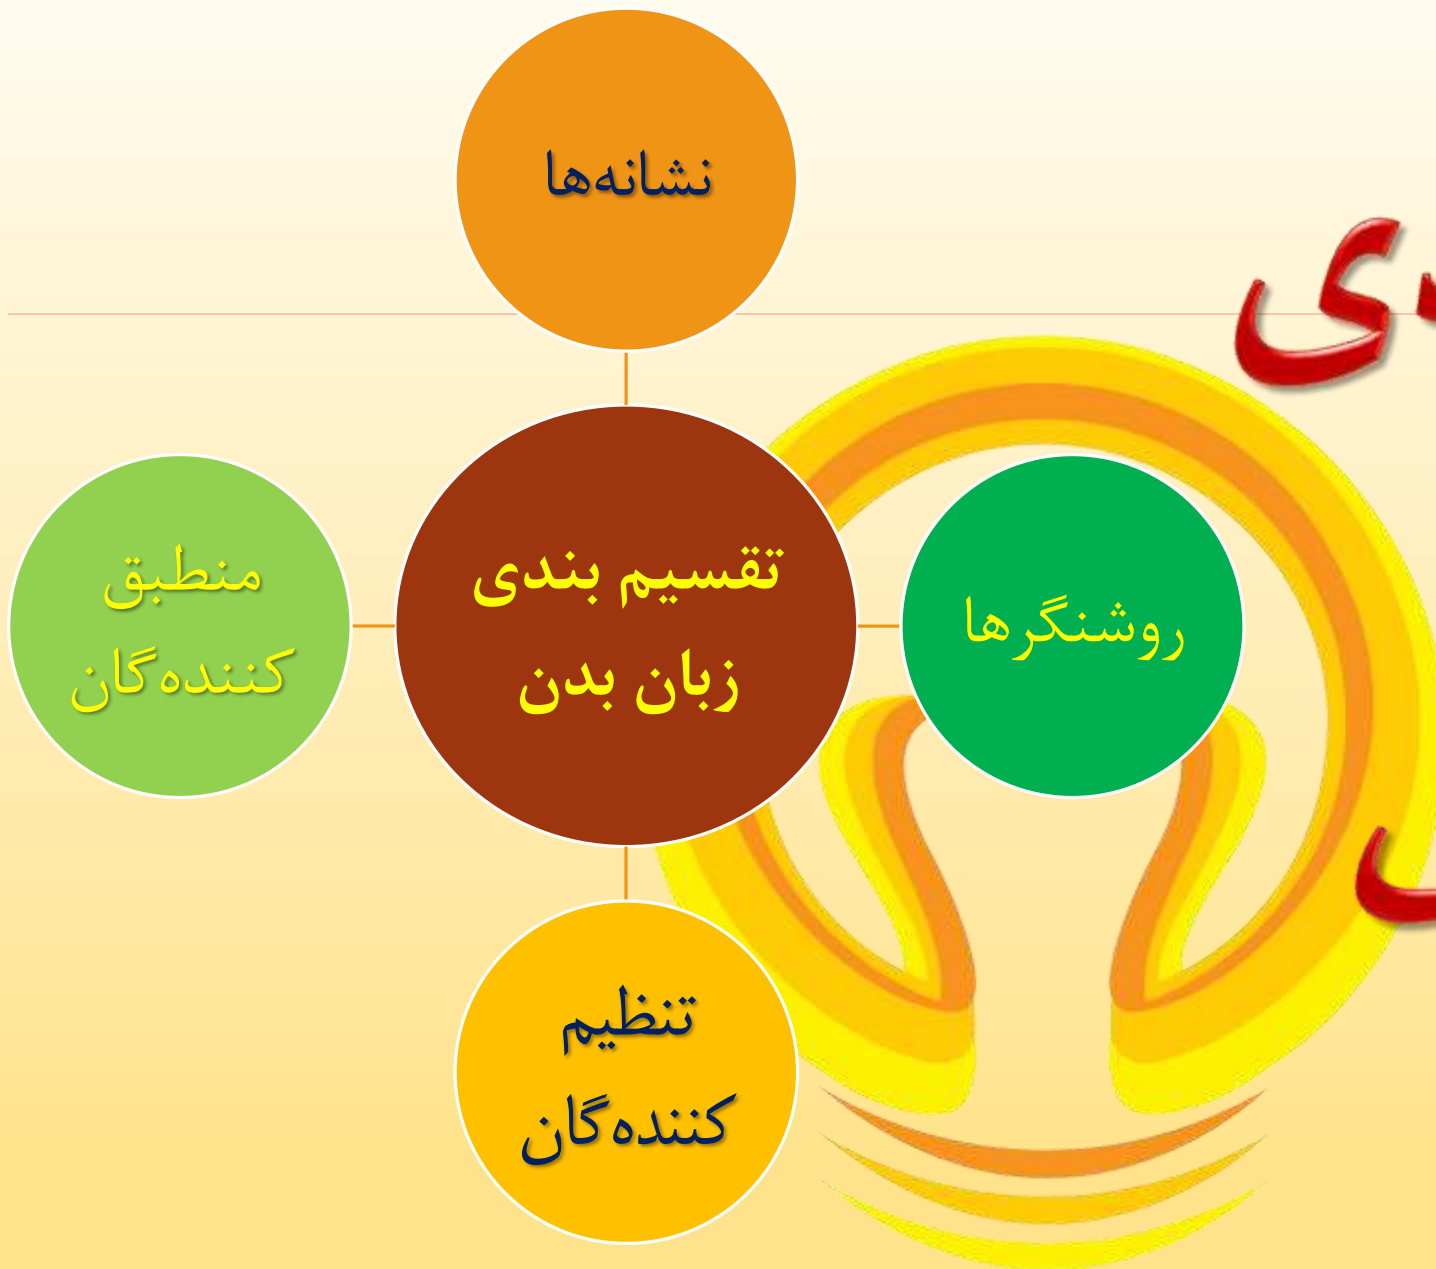 نشانه‌ها
تقسیم بندی
زبان بدن
روشنگرها
منطبق
کننده‌گان
تنظیم
کننده‌گان